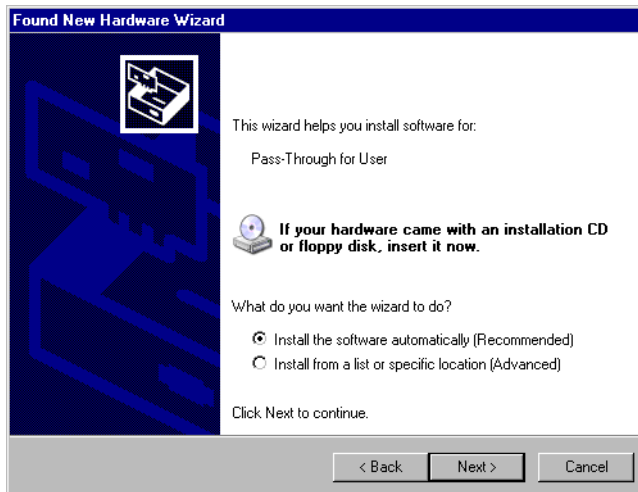 Found New Hardware Wizard
This wizard helps you install software for:
Pass-Through for User
If your hardware came with an installation CD
or floppy disk, insert it now.
What do you want the wizard to do?
Install the software automatically (Recommended)
Install from a list or specific location (Advanced)
Click Next to continue.
< Back
Next >
Cancel